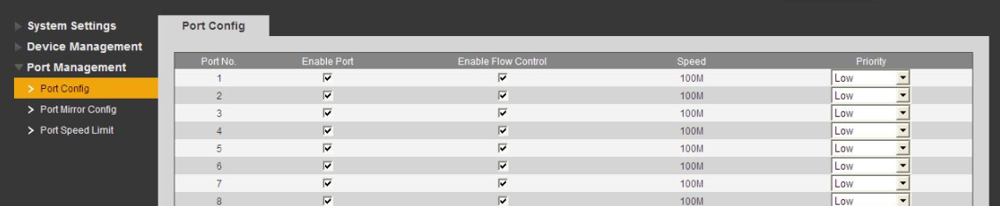 System Settings
Device Management
Port Management
Port Config
Port Mirror Config
Port Speed Limit
Port Config
Port No. Enable Port Enable Flow Control Speed Priority
1 100M Low
2 100M Low
3 100M Low
4 100M Low
5 100M Low
6 100M Low
7 100M Low
8 100M Low